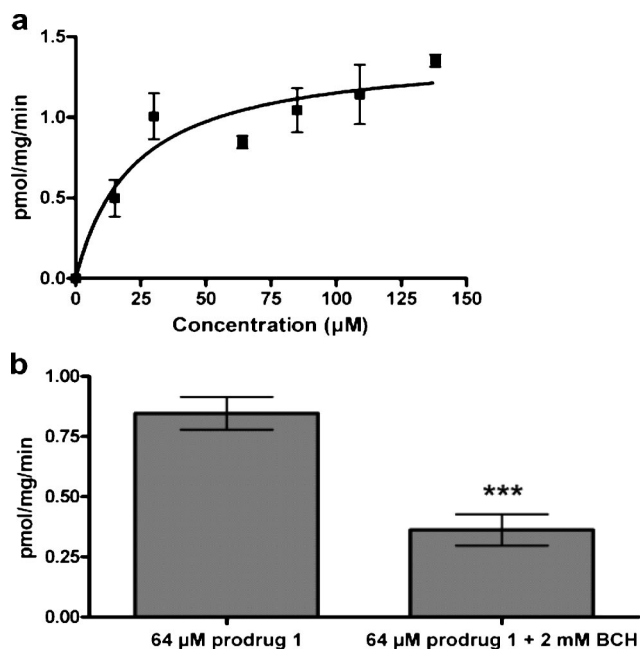 a
pmol/mg/min
1.5
1.0
0.5
0.0
0 25 50 75 100 125 150
Concentration (µM)
b
pmol/mg/min
1.00
0.75
0.50
0.25
0.00
***
64 µM prodrug 1 64 µM prodrug 1 + 2 mM BCH